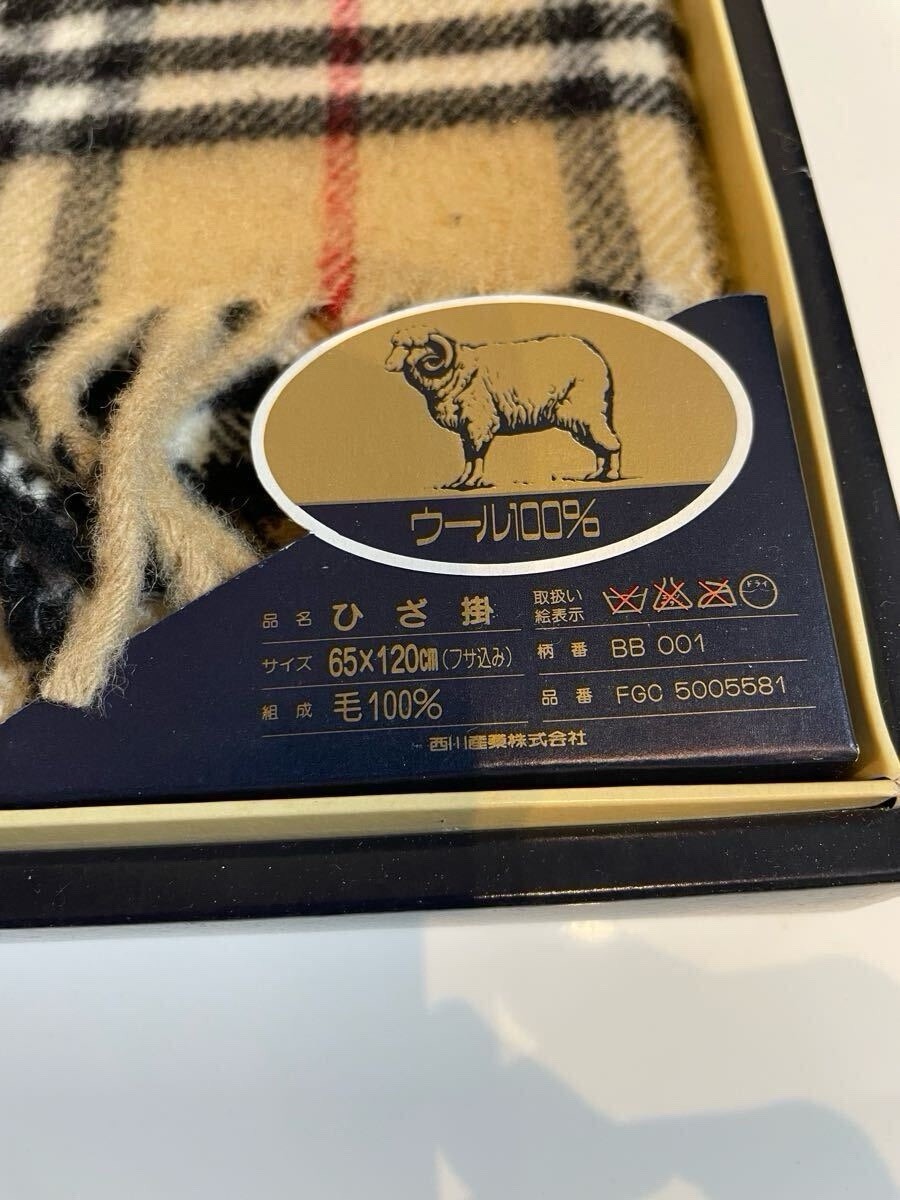 ウール100%
品名 ひざ掛
サイズ 65×120cm(フサ込み)
組成 毛100%
取扱い
絵表示
ドライ
柄番 BB 001
品番 FGC 5005581
西川産業株式会社